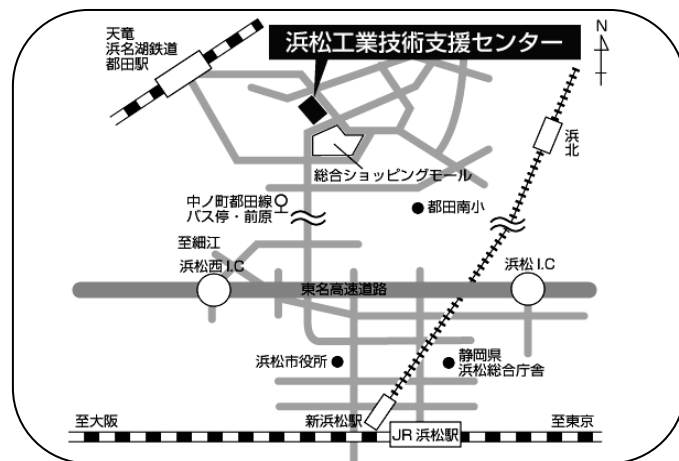 天竜
浜名湖鉄道
都田駅
浜松工業技術支援センター
N
浜北
総合ショッピングモール
中ノ町都田線
バス停・前原
都田南小
至細江
浜松西I.C
浜松I.C
東名高速道路
浜松市役所
静岡県
浜松総合庁舎
至大阪
新浜松駅
JR浜松駅
至東京